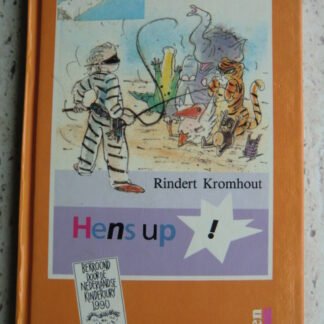 Rindert Kromhout
Hens up !
BEKROOND
DOOR DE
NEDERLANDSE
KINDERJURY
1990